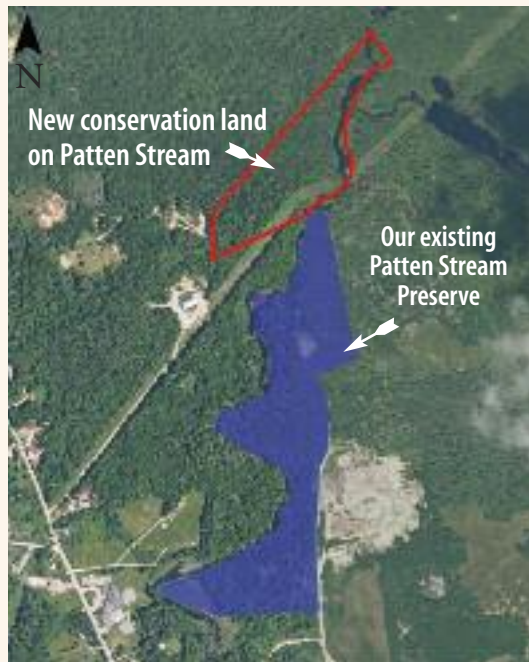 N
New conservation land
on Patten Stream
Our existing
Patten Stream
Preserve